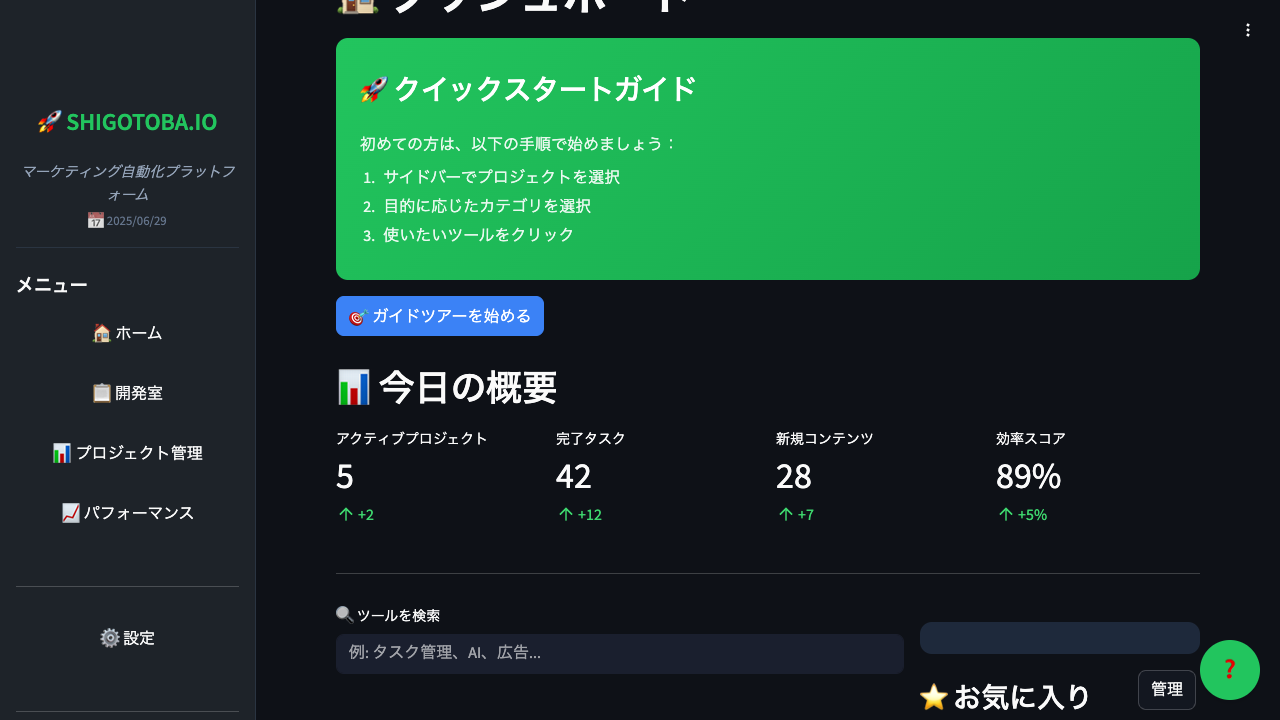 SHIGOTOBA.IO
マーケティング自動化プラットフ
ォーム
2025/06/29
メニュー
ホーム
開発室
プロジェクト管理
パフォーマンス
設定
ダッシュボード
クイックスタートガイド
初めての方は、以下の手順で始めましょう：
1. サイドバーでプロジェクトを選択
2. 目的に応じたカテゴリを選択
3. 使いたいツールをクリック
ガイドツアーを始める
今日の概要
アクティブプロジェクト
5
+2
完了タスク
42
+12
新規コンテンツ
28
+7
効率スコア
89%
+5%
ツールを検索
例: タスク管理、AI、広告...
お気に入り
管理
?